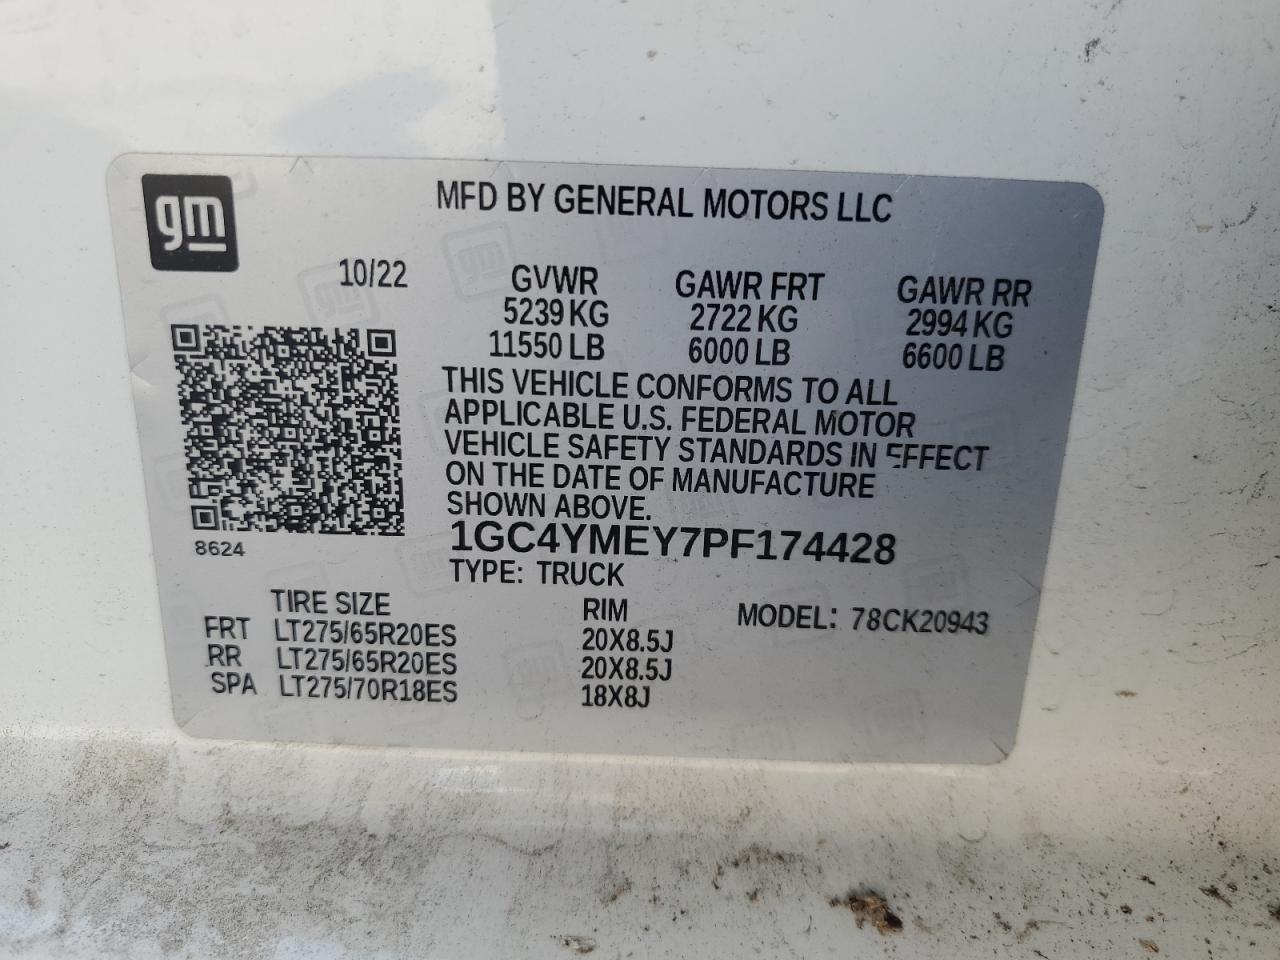 gm
MFD BY GENERAL MOTORS LLC
10/22
GVWR GAWR FRT GAWR RR
5239 KG 2722 KG 2994 KG
11550 LB 6000 LB 6600 LB
THIS VEHICLE CONFORMS TO ALL
APPLICABLE U.S. FEDERAL MOTOR
VEHICLE SAFETY STANDARDS IN EFFECT
ON THE DATE OF MANUFACTURE
SHOWN ABOVE.
1GC4YMEY7PF174428
8624
TYPE: TRUCK
TIRE SIZE RIM MODEL: 78CK20943
FRT LT275/65R20ES 20X8.5J
RR LT275/65R20ES 20X8.5J
SPA LT275/70R18ES 18X8J